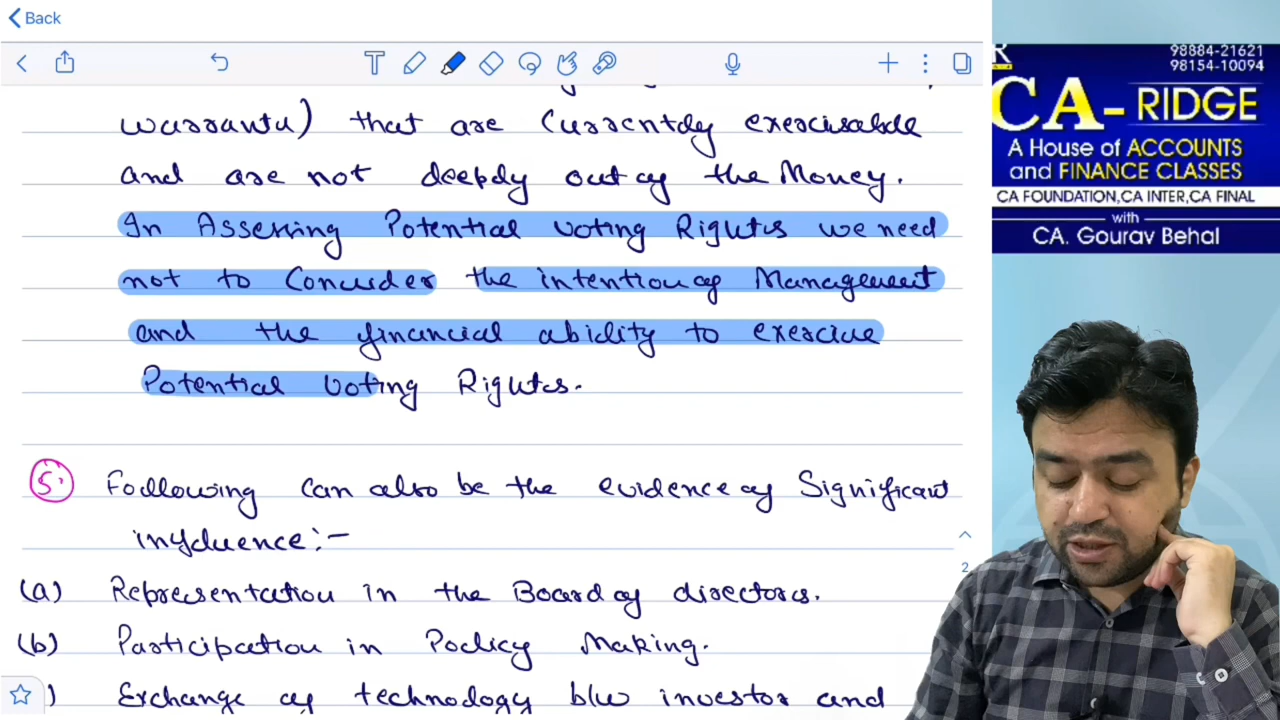 Back
98884-21621
98154-10094
R
CA-RIDGE
A House of ACCOUNTS
and FINANCE CLASSES
CA FOUNDATION,CA INTER,CA FINAL
with
CA. Gourav Behal
warrants) that are Currently exercisable
and are not deeply out of the Money.
In Assessing Potential Voting Rights we need
not to Consider the intention of Management
and the financial ability to exercise
Potential Voting Rights.
5. Following Can also be the evidence of Significant
influence:-
2
(a) Representation in the Board of directors.
(b) Participation in Policy Making.
) Exchange of technology b/w investor and